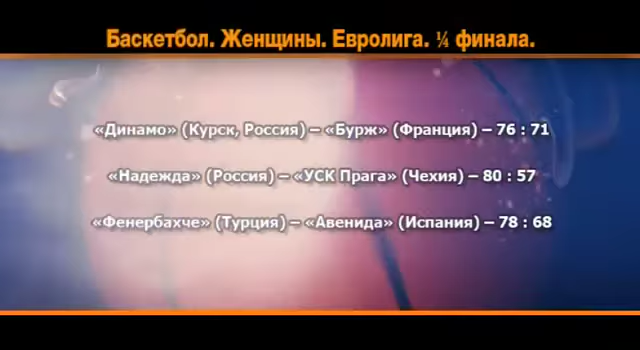 Баскетбол. Женщины. Евролига. ¼ финала.
«Динамо» (Курск, Россия) – «Бурж» (Франция) – 76 : 71
«Надежда» (Россия) – «УСК Прага» (Чехия) – 80 : 57
«Фенербахче» (Турция) – «Авенида» (Испания) – 78 : 68